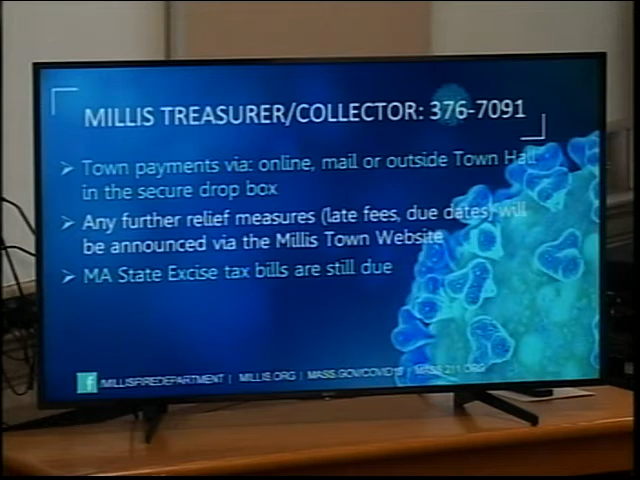 MILLIS TREASURER/COLLECTOR: 376-7091
➢ Town payments via: online, mail or outside Town Hall
in the secure drop box
➢ Any further relief measures (late fees, due dates) will
be announced via the Millis Town Website
➢ MA State Excise tax bills are still due
f /MILLISFIREDEPARTMENT | MILLIS.ORG | MASS.GOV/COVID19 | MASS 211.ORG